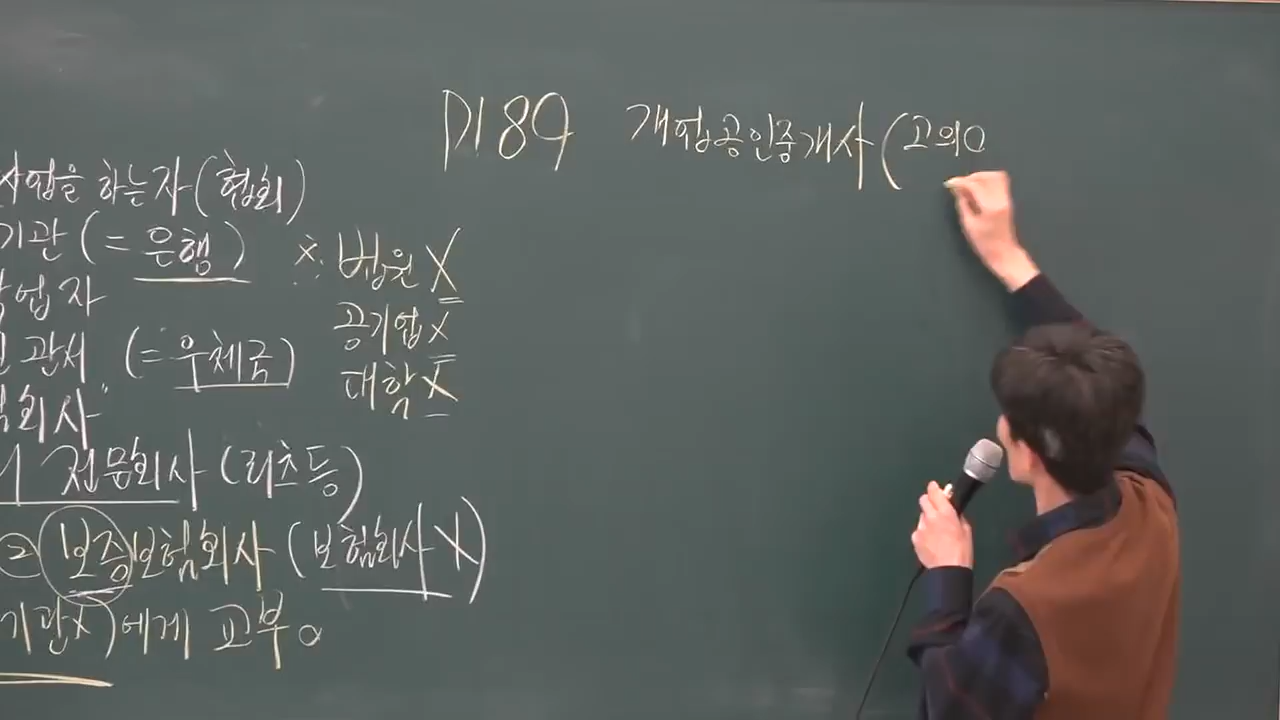 사업을 하는 자 (협회)
기관 (= 은행)
업자
관서 (= 우체국)
회사"
전문회사 (리츠 등)
② 보증보험회사 (보험회사 X)
기관X)에게 교부 o
※ 법원 X
공기업 X
대학 X
P189 개업공인중개사 (고의O